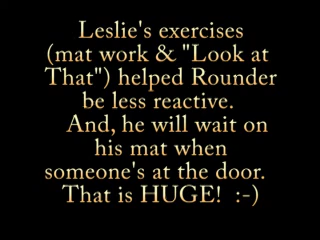 Leslie's exercises
(mat work & "Look at
That") helped Rounder
be less reactive.
And, he will wait on
his mat when
someone's at the door.
That is HUGE!  :-)